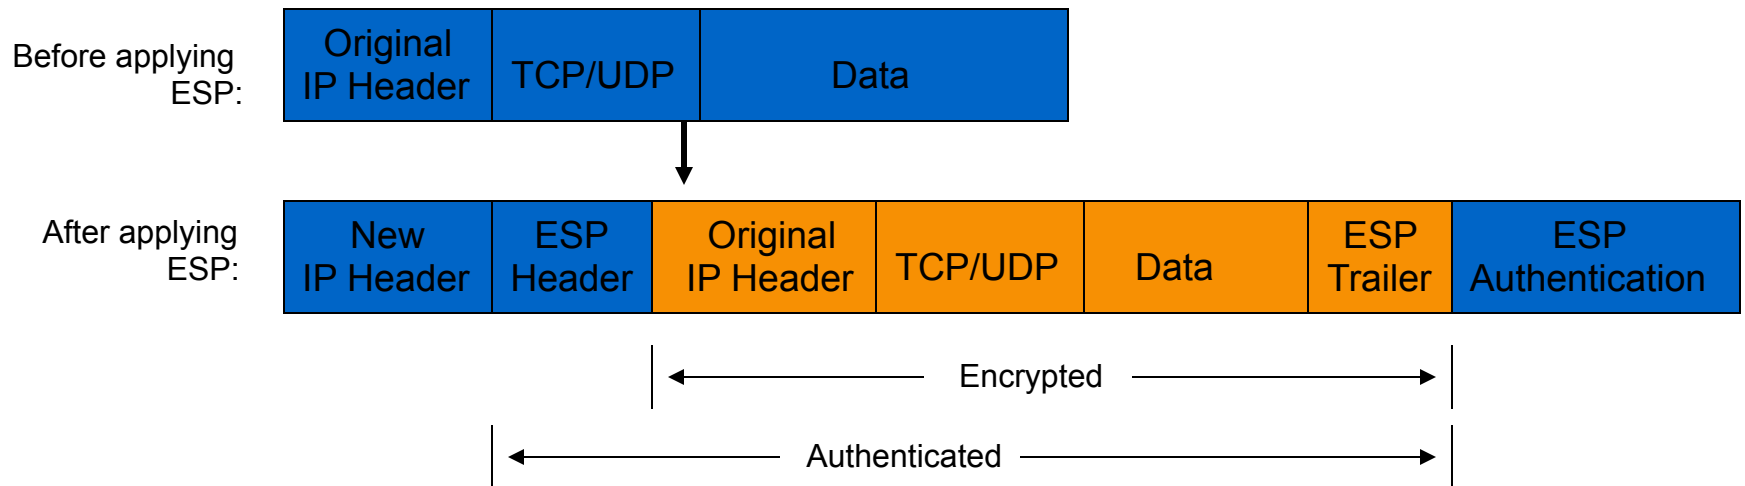 Before applying
ESP:
Original
IP Header
TCP/UDP
Data
After applying
ESP:
New
IP Header
ESP
Header
Original
IP Header
TCP/UDP
Data
ESP
Trailer
ESP
Authentication
Encrypted
Authenticated